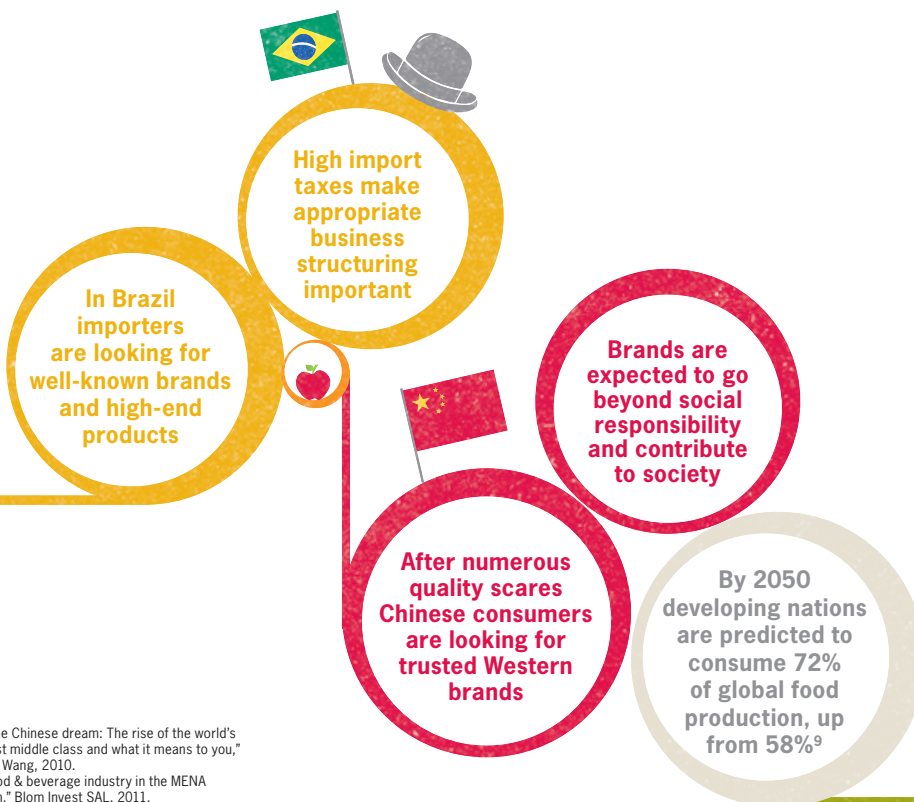 High import
taxes make
appropriate
business
structuring
important
In Brazil
importers
are looking for
well-known brands
and high-end
products
Brands are
expected to go
beyond social
responsibility
and contribute
to society
After numerous
quality scares
Chinese consumers
are looking for
trusted Western
brands
By 2050
developing nations
are predicted to
consume 72%
of global food
production, up
from 58%⁹
Chinese dream: The rise of the world's
middle class and what it means to you,"
Wang, 2010.
& beverage industry in the MENA
Blom Invest SAL, 2011.